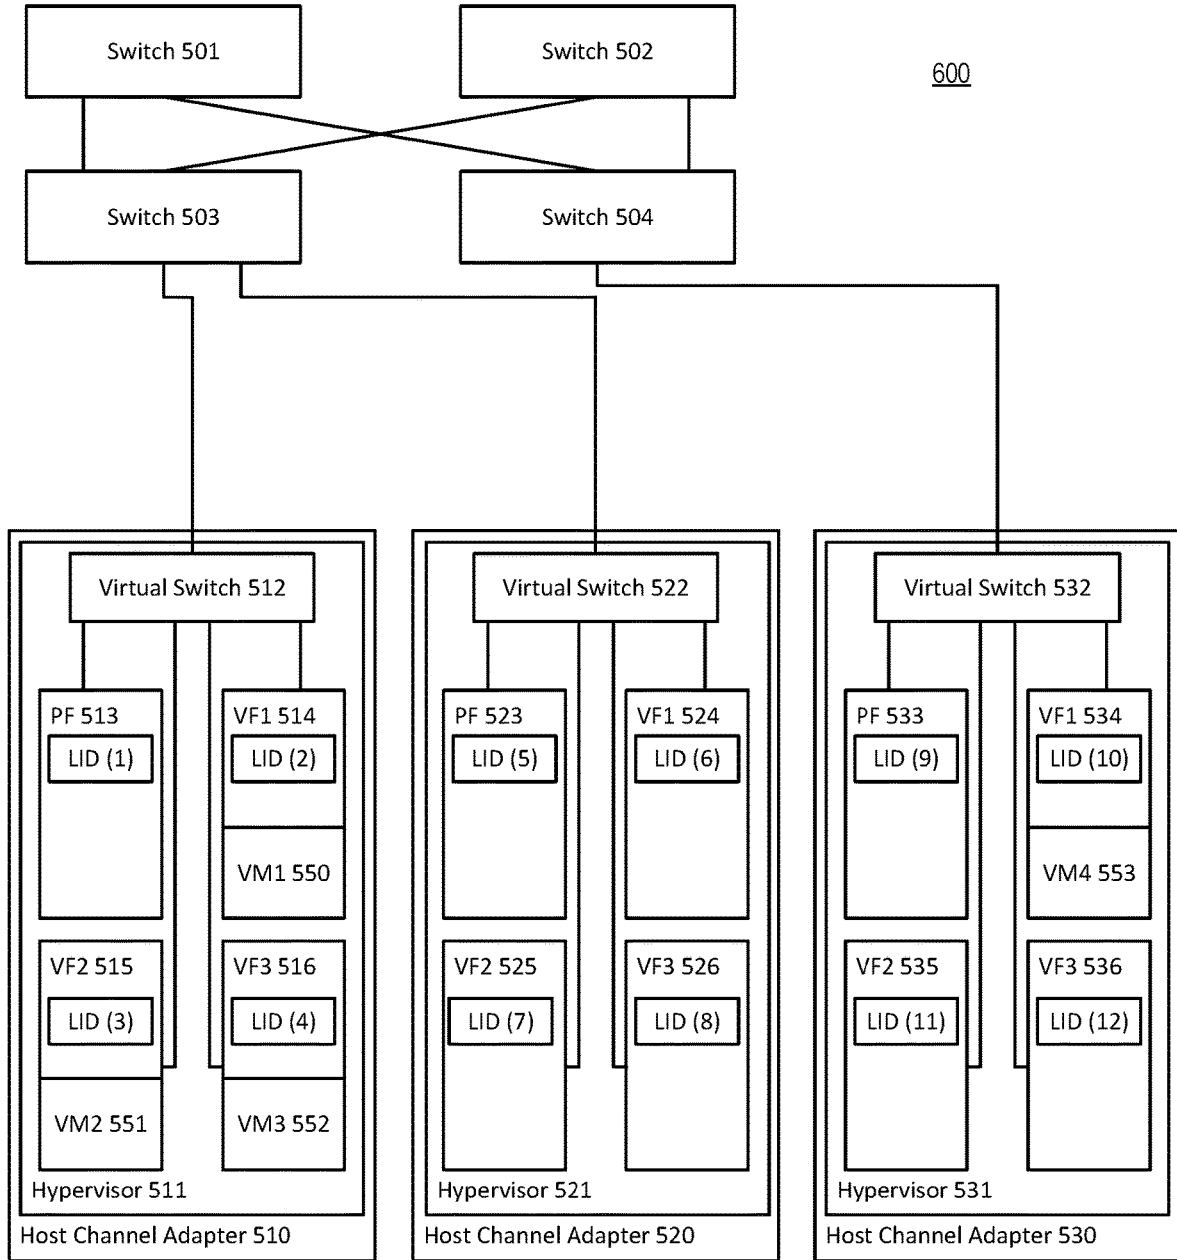 Switch 501
Switch 502
600
Switch 503
Switch 504
Virtual Switch 512
PF 513
LID (1)
VF1 514
LID (2)
VM1 550
VF2 515
LID (3)
VM2 551
VF3 516
LID (4)
VM3 552
Hypervisor 511
Host Channel Adapter 510
Virtual Switch 522
PF 523
LID (5)
VF1 524
LID (6)
VF2 525
LID (7)
VF3 526
LID (8)
Hypervisor 521
Host Channel Adapter 520
Virtual Switch 532
PF 533
LID (9)
VF1 534
LID (10)
VM4 553
VF2 535
LID (11)
VF3 536
LID (12)
Hypervisor 531
Host Channel Adapter 530